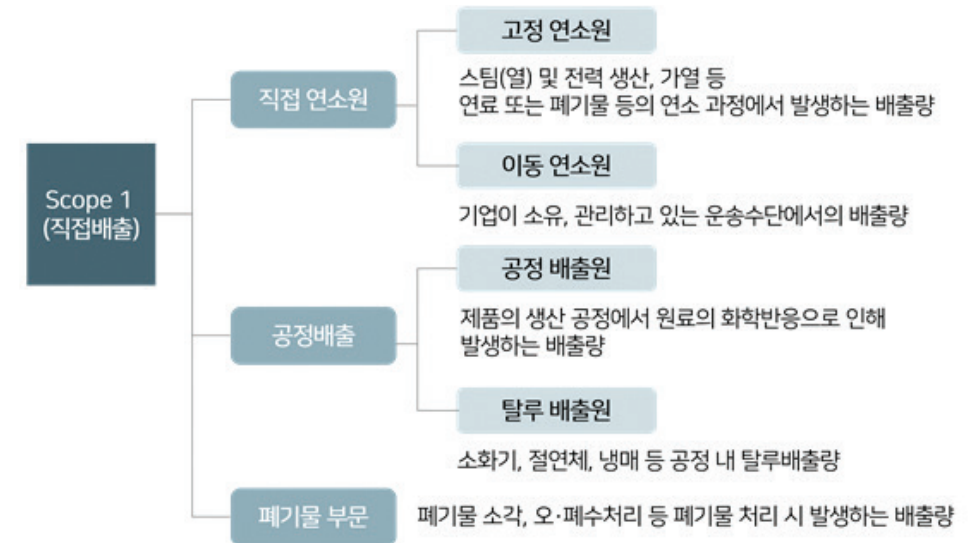 Scope 1
(직접배출)
직접 연소원
고정 연소원
스팀(열) 및 전력 생산, 가열 등
연료 또는 폐기물 등의 연소 과정에서 발생하는 배출량
이동 연소원
기업이 소유, 관리하고 있는 운송수단에서의 배출량
공정배출
공정 배출원
제품의 생산 공정에서 원료의 화학반응으로 인해
발생하는 배출량
탈루 배출원
소화기, 절연체, 냉매 등 공정 내 탈루배출량
폐기물 부문
폐기물 소각, 오·폐수처리 등 폐기물 처리 시 발생하는 배출량